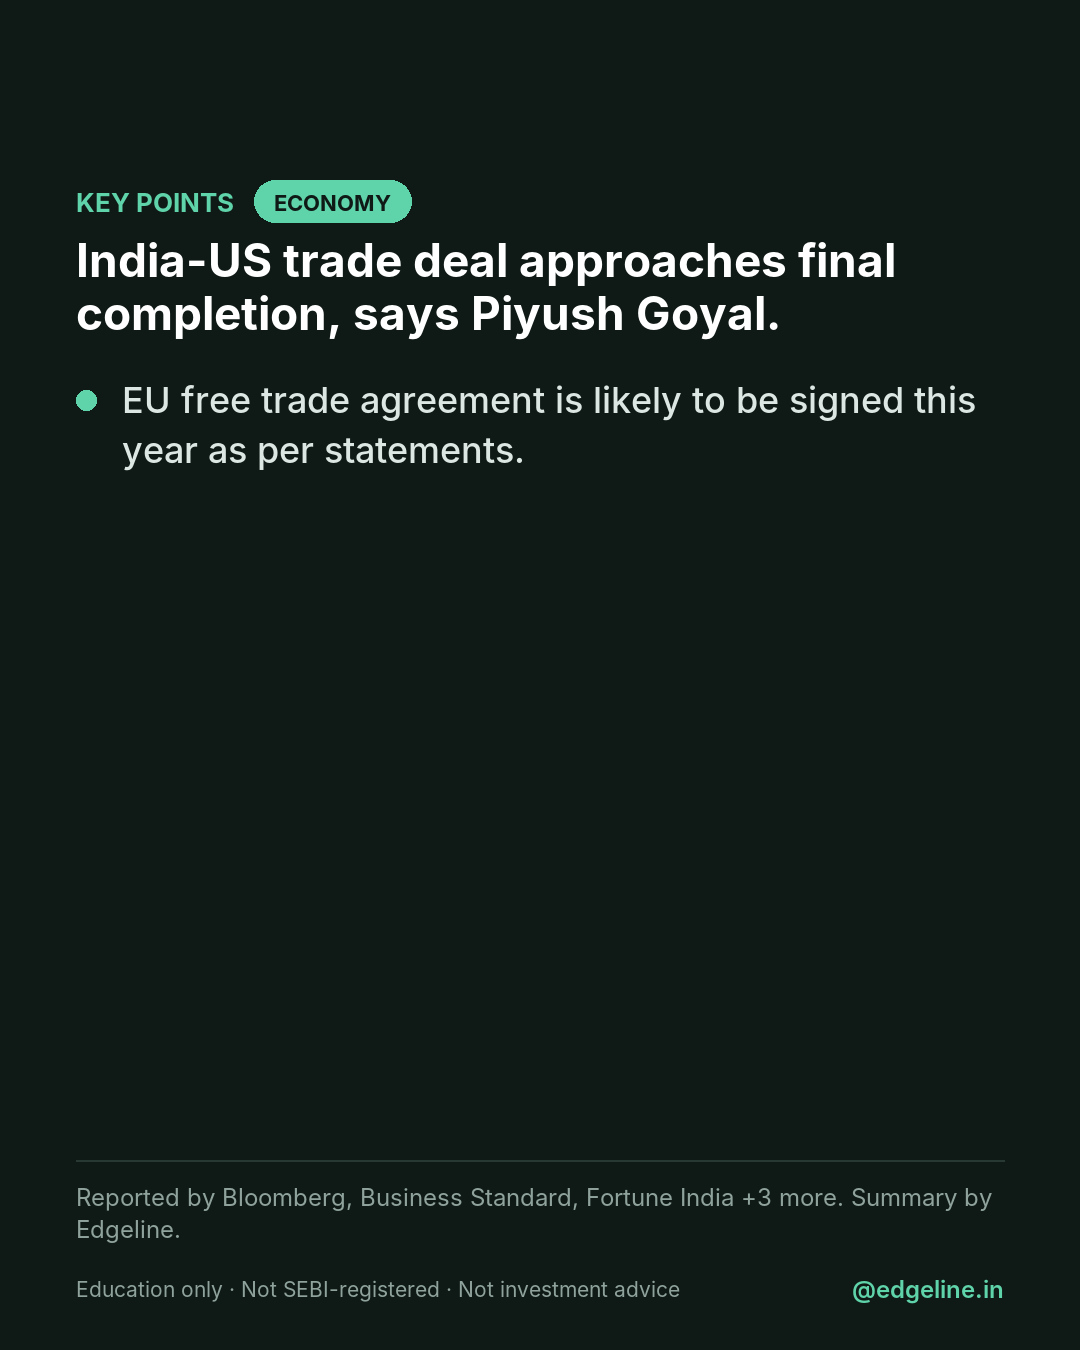 KEY POINTS ECONOMY
India-US trade deal approaches final
completion, says Piyush Goyal.
EU free trade agreement is likely to be signed this
year as per statements.
Reported by Bloomberg, Business Standard, Fortune India +3 more. Summary by
Edgeline.
Education only · Not SEBI-registered · Not investment advice @edgeline.in